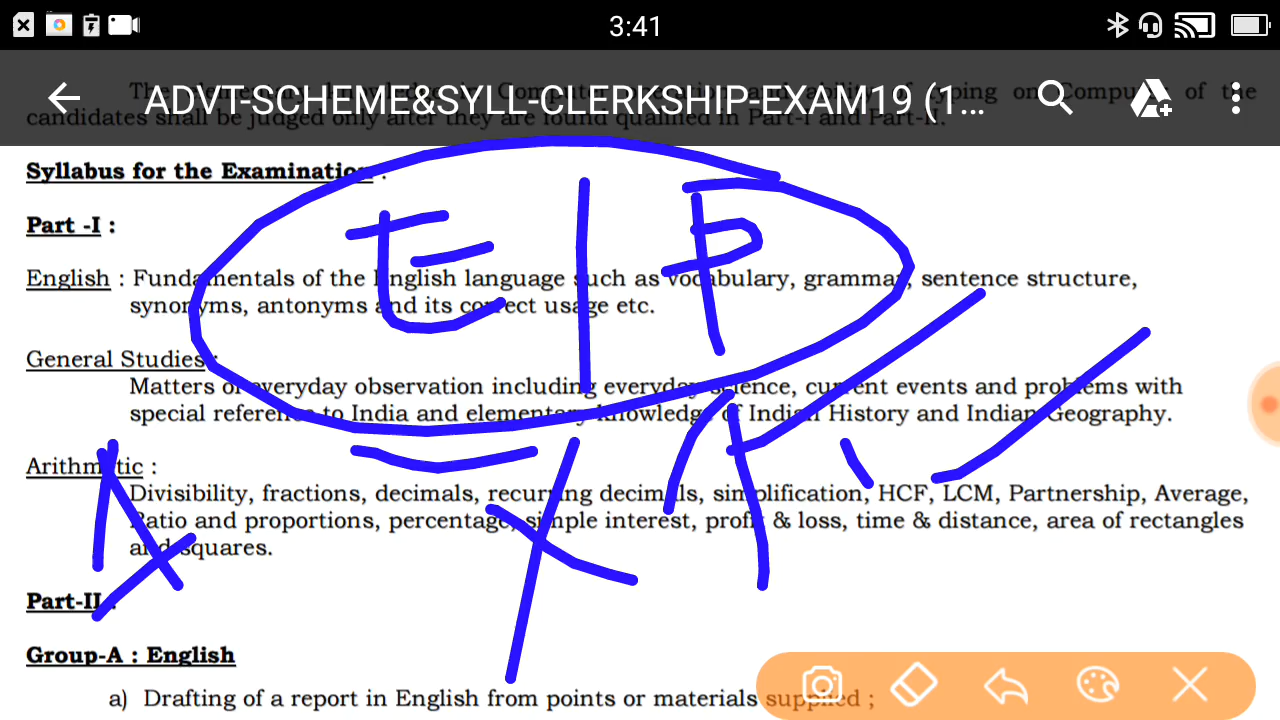 3:41
ADVT-SCHEME&SYLL-CLERKSHIP-EXAM19 (1...
candidates shall be judged only after they are found qualified in Part-I and Part-II.
Syllabus for the Examination :
Part -I :
E | P
English : Fundamentals of the English language such as vocabulary, grammar, sentence structure,
synonyms, antonyms and its correct usage etc.
General Studies :
Matters of everyday observation including everyday science, current events and problems with
special reference to India and elementary knowledge of Indian History and Indian Geography.
Arithmetic :
Divisibility, fractions, decimals, recurring decimals, simplification, HCF, LCM, Partnership, Average,
Ratio and proportions, percentage, simple interest, profit & loss, time & distance, area of rectangles
and squares.
Part-II :
Group-A : English
a) Drafting of a report in English from points or materials supplied ;